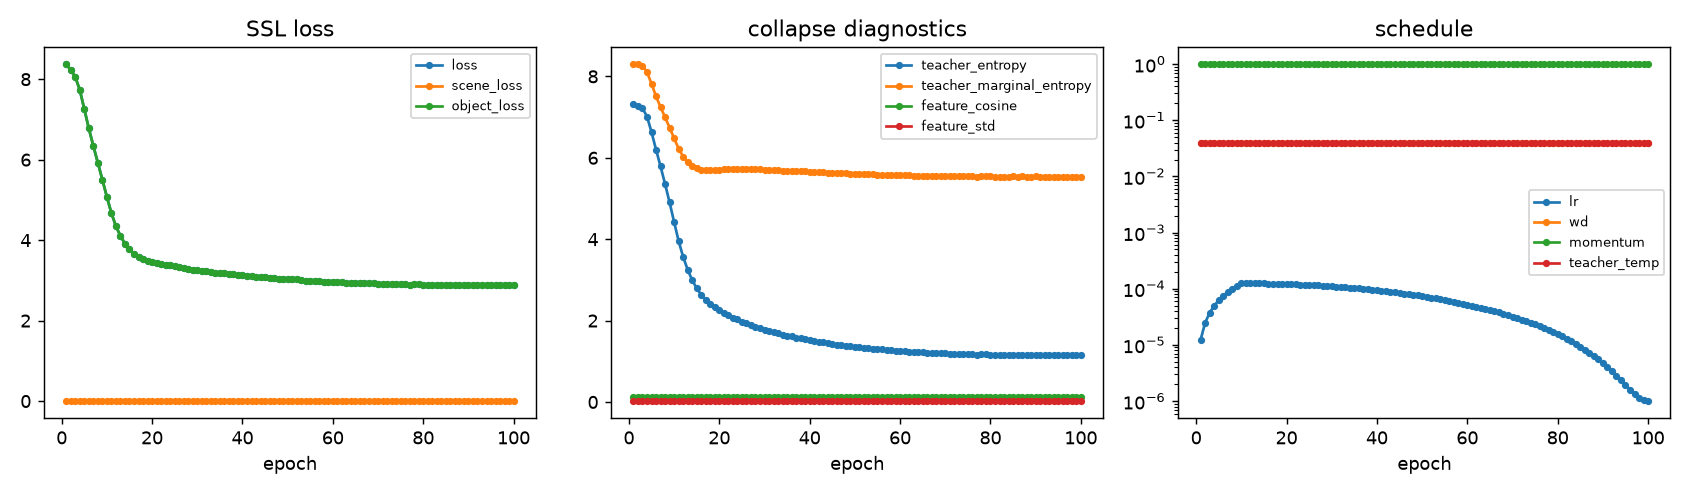 SSL loss
loss
scene_loss
object_loss
8
6
4
2
0
0 20 40 60 80 100
epoch
collapse diagnostics
teacher_entropy
teacher_marginal_entropy
feature_cosine
feature_std
8
6
4
2
0
0 20 40 60 80 100
epoch
schedule
lr
wd
momentum
teacher_temp
10⁰
10⁻¹
10⁻²
10⁻³
10⁻⁴
10⁻⁵
10⁻⁶
0 20 40 60 80 100
epoch